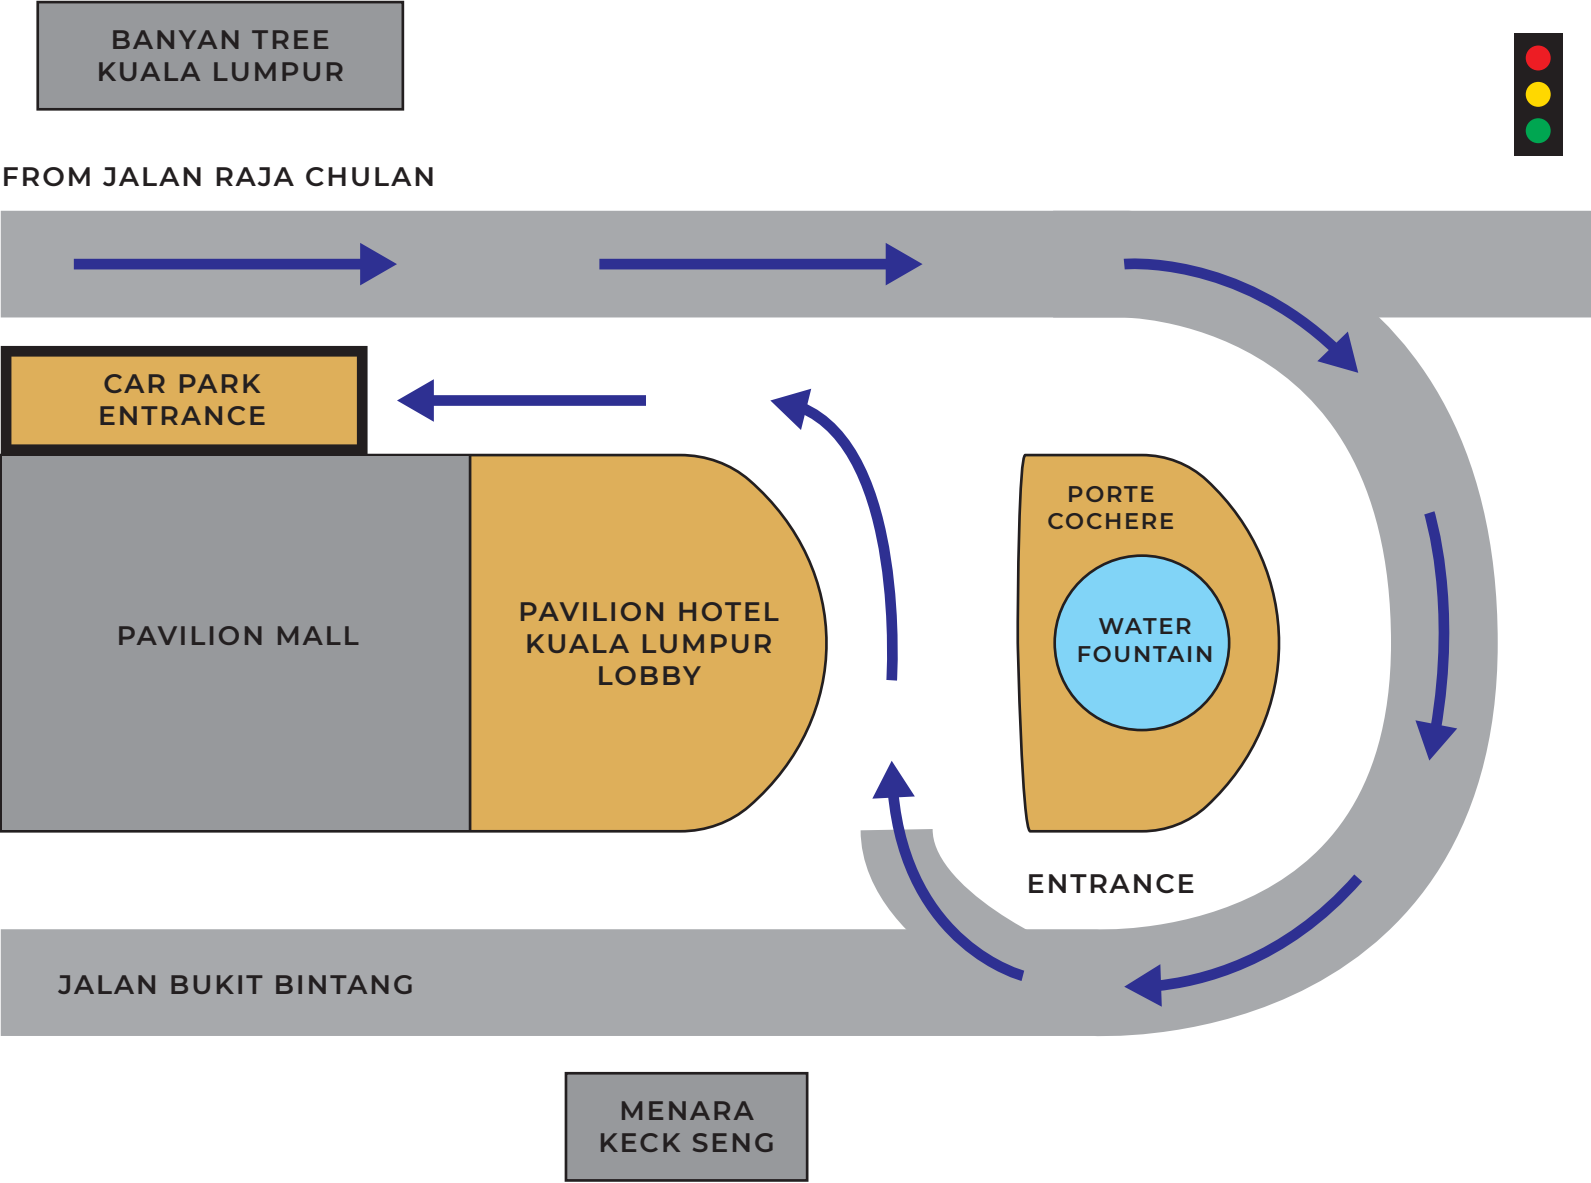 BANYAN TREE
KUALA LUMPUR
FROM JALAN RAJA CHULAN
CAR PARK
ENTRANCE
PORTE
COCHERE
PAVILION MALL
PAVILION HOTEL
KUALA LUMPUR
LOBBY
WATER
FOUNTAIN
ENTRANCE
JALAN BUKIT BINTANG
MENARA
KECK SENG